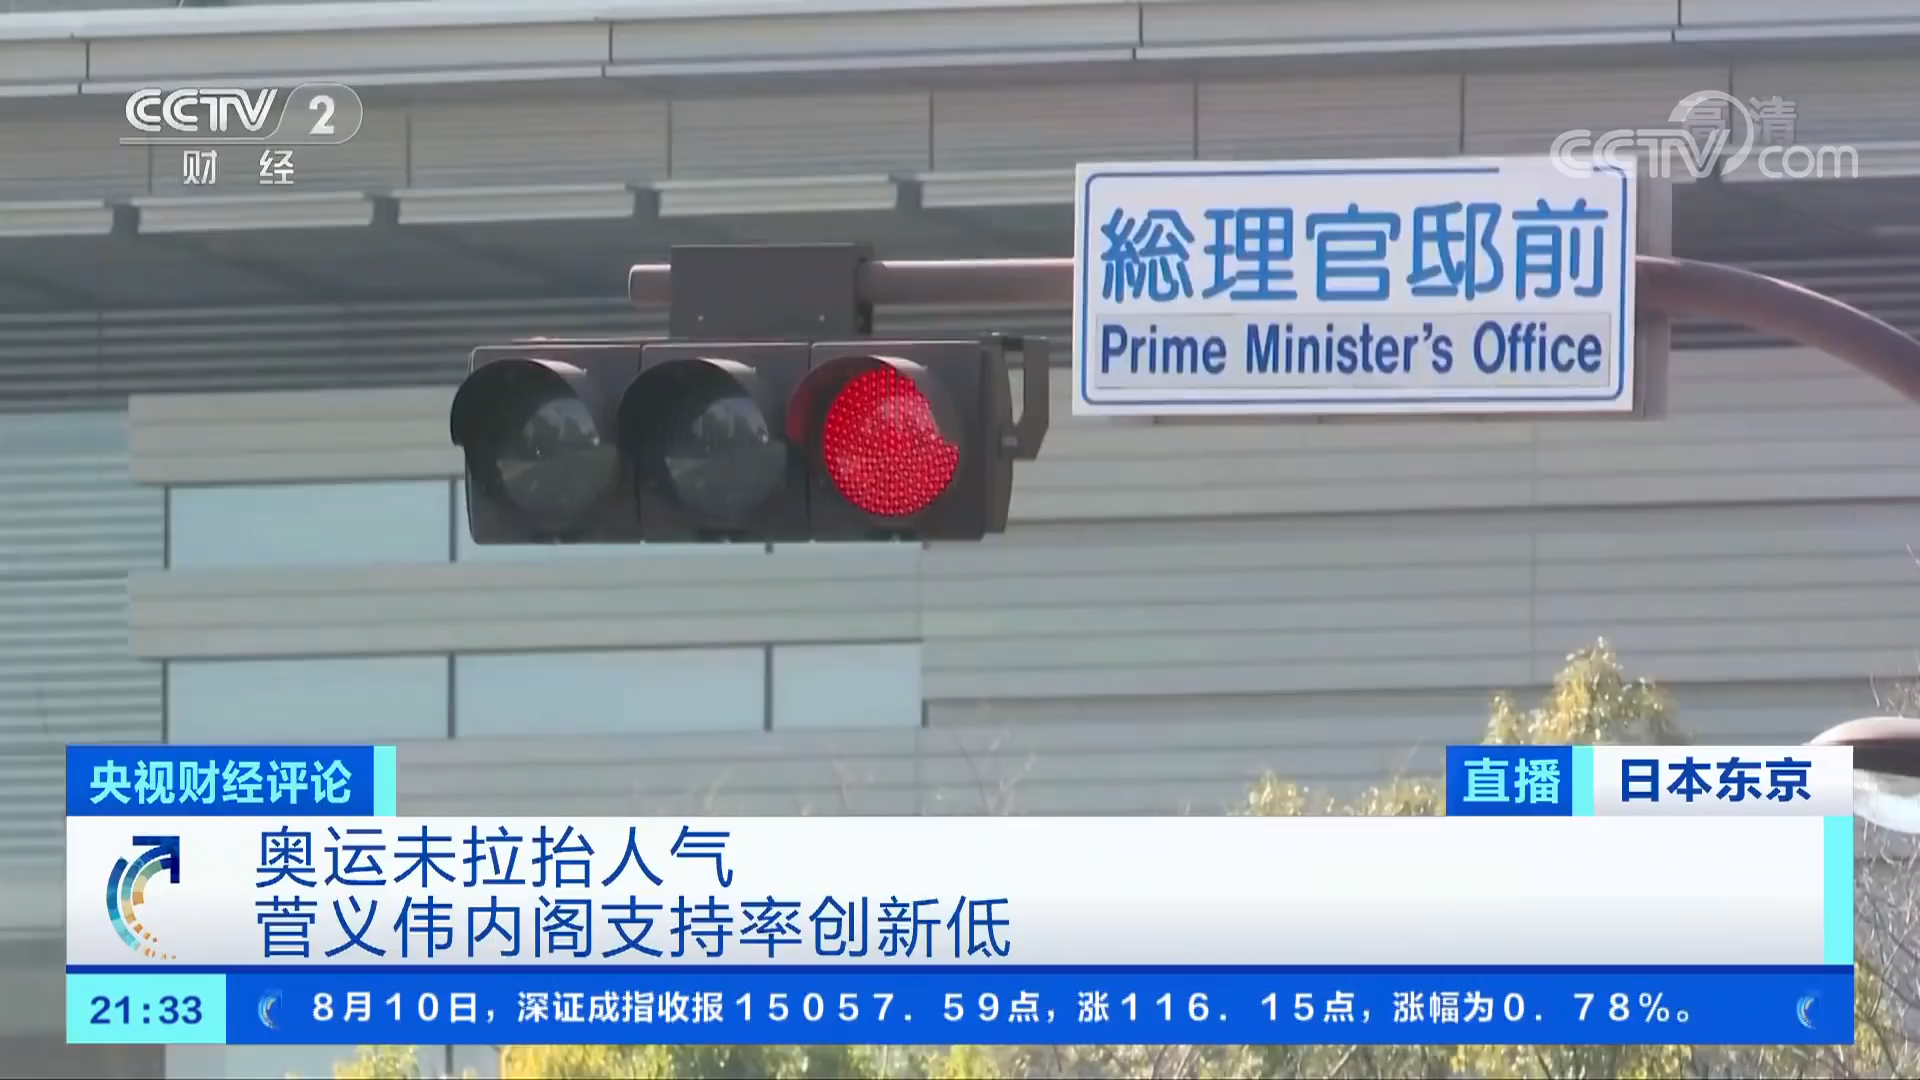 CCTV 2
财 经
高清
CCTV com
総理官邸前
Prime Minister's Office
央视财经评论
直播 日本东京
奥运未拉抬人气
菅义伟内阁支持率创新低
21:33 8月10日，深证成指收报15057．59点，涨116．15点，涨幅为0．78%。